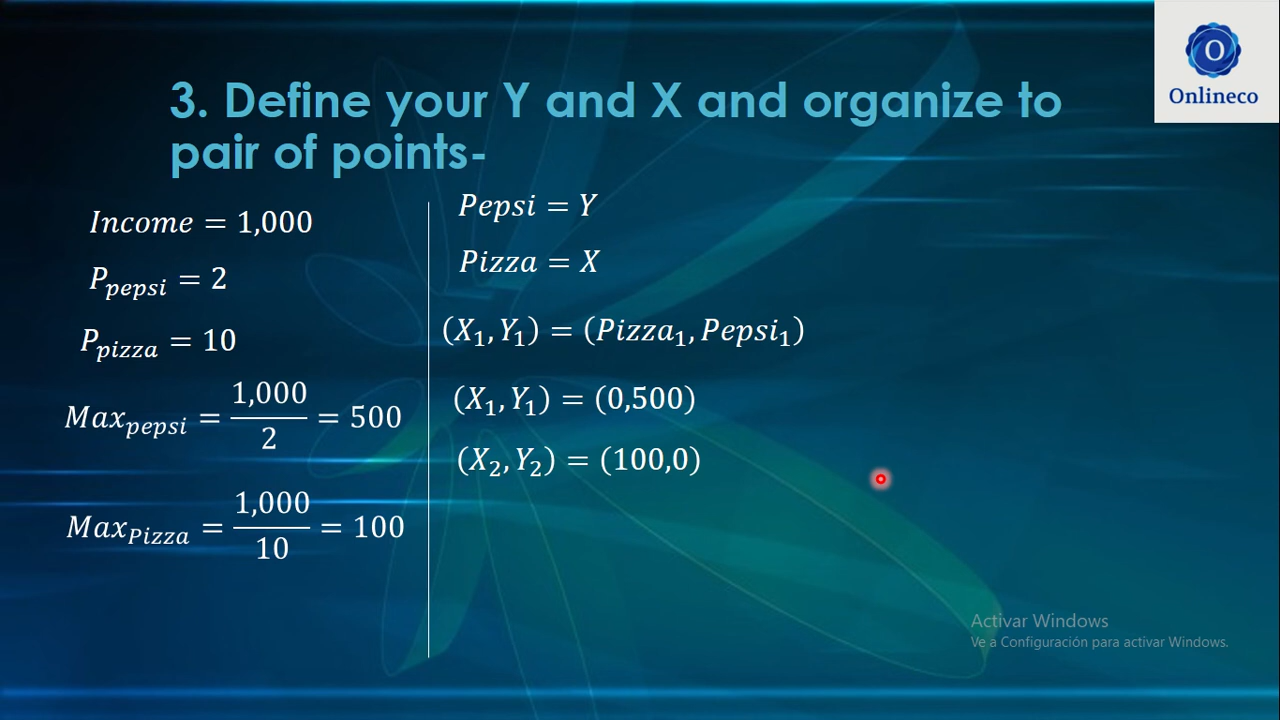 3. Define your Y and X and organize to
pair of points-
O
Onlineco
Income = 1,000
P_pepsi = 2
P_pizza = 10
Max_pepsi = 1,000/2 = 500
Max_Pizza = 1,000/10 = 100
Pepsi = Y
Pizza = X
(X₁, Y₁) = (Pizza₁, Pepsi₁)
(X₁, Y₁) = (0,500)
(X₂, Y₂) = (100,0)
Activar Windows
Ve a Configuración para activar Windows.